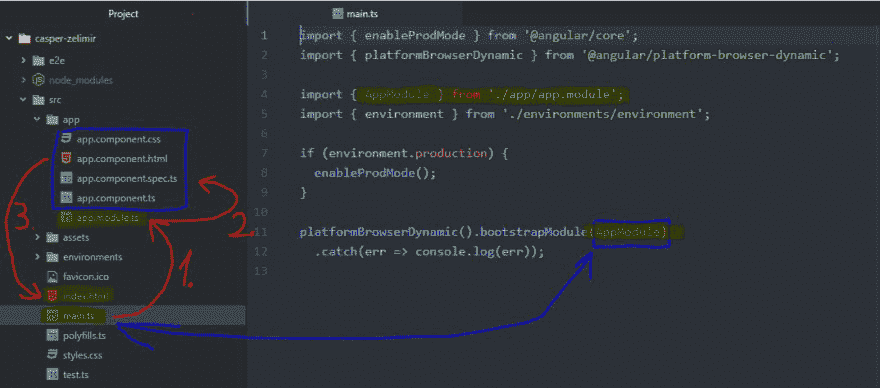 Project
casper-zelimir
e2e
node_modules
src
app
app.component.css
app.component.html
app.component.spec.ts
app.component.ts
app.module.ts
assets
environments
favicon.ico
index.html
main.ts
polyfills.ts
styles.css
test.ts
3.
2.
1.
main.ts
1 import { enableProdMode } from '@angular/core';
2 import { platformBrowserDynamic } from '@angular/platform-browser-dynamic';
3
4 import { AppModule } from './app/app.module';
5 import { environment } from './environments/environment';
6
7 if (environment.production) {
8 enableProdMode();
9 }
10
11 platformBrowserDynamic().bootstrapModule(AppModule)
12 .catch(err => console.log(err));
13